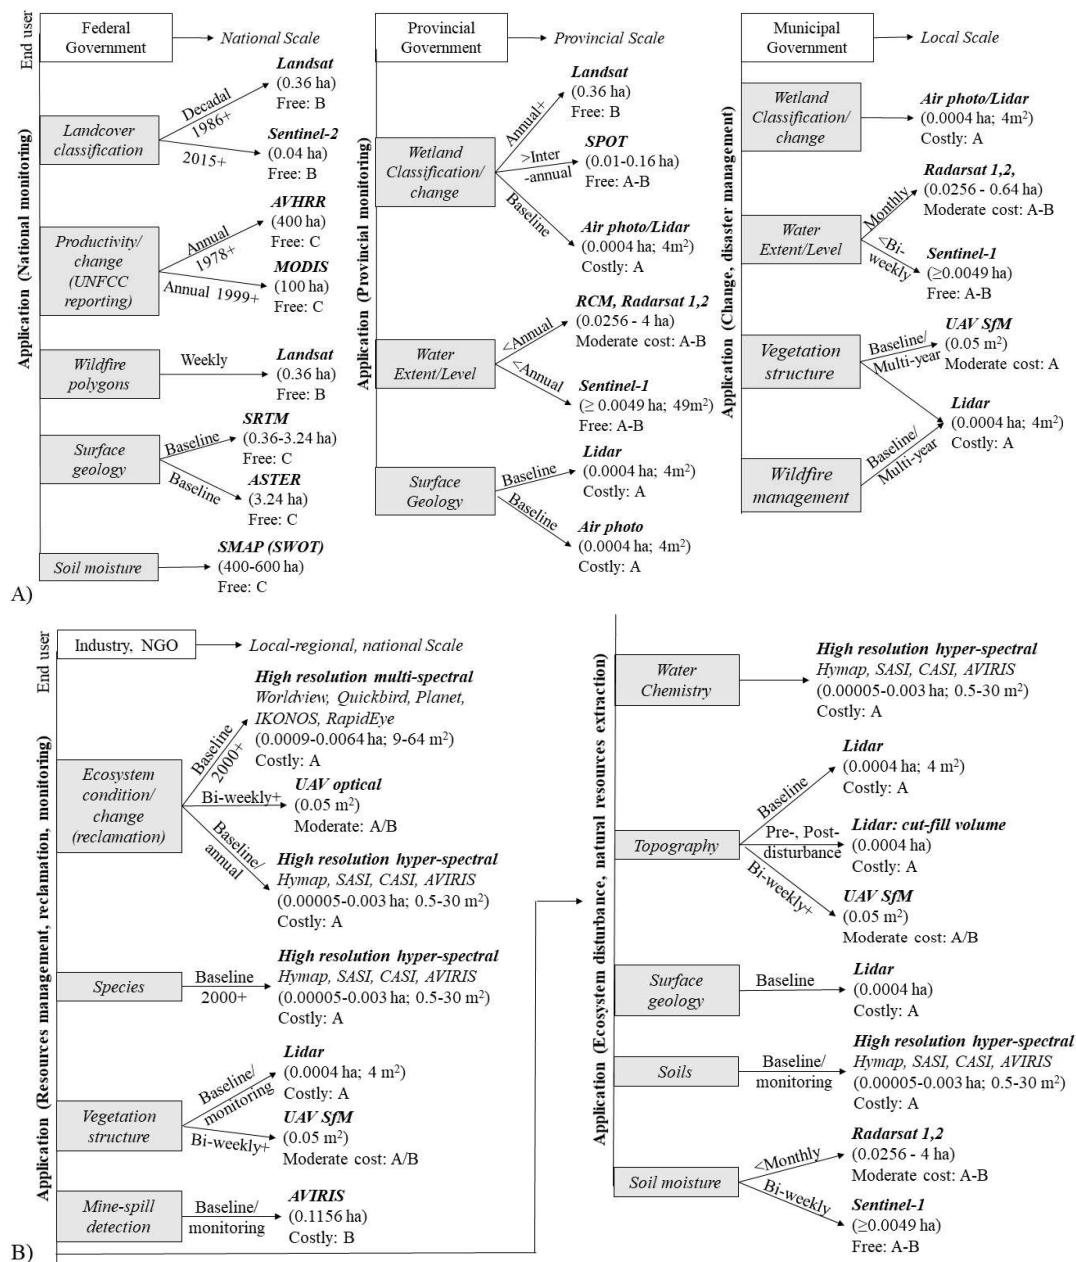 End user
Federal
Government
National Scale
Application (National monitoring)
Landcover
classification
Decadal
1986+
Landsat
(0.36 ha)
Free: B
2015+
Sentinel-2
(0.04 ha)
Free: B
Productivity/
change
(UNFCC
reporting)
Annual
1978+
AVHRR
(400 ha)
Free: C
Annual 1999+
MODIS
(100 ha)
Free: C
Wildfire
polygons
Weekly
Landsat
(0.36 ha)
Free: B
Surface
geology
Baseline
SRTM
(0.36-3.24 ha)
Free: C
Baseline
ASTER
(3.24 ha)
Free: C
Soil moisture
SMAP (SWOT)
(400-600 ha)
Free: C
Provincial
Government
Provincial Scale
Application (Provincial monitoring)
Wetland
Classification/
change
Annual+
Landsat
(0.36 ha)
Free: B
>Inter
-annual
SPOT
(0.01-0.16 ha)
Free: A-B
Baseline
Air photo/Lidar
(0.0004 ha; 4m²)
Costly: A
Water
Extent/Level
<Annual
RCM, Radarsat 1,2
(0.0256 - 4 ha)
Moderate cost: A-B
<Annual
Sentinel-1
(≥ 0.0049 ha; 49m²)
Free: A-B
Surface
Geology
Baseline
Lidar
(0.0004 ha; 4m²)
Costly: A
Baseline
Air photo
(0.0004 ha; 4m²)
Costly: A
Municipal
Government
Local Scale
Application (Change, disaster management)
Wetland
Classification/
change
Air photo/Lidar
(0.0004 ha; 4m²)
Costly: A
Water
Extent/Level
Monthly
Radarsat 1,2,
(0.0256 - 0.64 ha)
Moderate cost: A-B
<Bi-
weekly
Sentinel-1
(≥0.0049 ha)
Free: A-B
Vegetation
structure
Baseline/
Multi-year
UAV SfM
(0.05 m²)
Moderate cost: A
Lidar
(0.0004 ha; 4m²)
Costly: A
Wildfire
management
Baseline/
Multi-year
A)
End user
Industry, NGO
Local-regional, national Scale
Application (Resources management, reclamation, monitoring)
Ecosystem
condition/
change
(reclamation)
Baseline
2000+
High resolution multi-spectral
Worldview, Quickbird, Planet,
IKONOS, RapidEye
(0.0009-0.0064 ha; 9-64 m²)
Costly: A
Bi-weekly+
UAV optical
(0.05 m²)
Moderate: A/B
Baseline/
annual
High resolution hyper-spectral
Hymap, SASI, CASI, AVIRIS
(0.00005-0.003 ha; 0.5-30 m²)
Costly: A
Species
Baseline
2000+
High resolution hyper-spectral
Hymap, SASI, CASI, AVIRIS
(0.00005-0.003 ha; 0.5-30 m²)
Costly: A
Vegetation
structure
Baseline/
monitoring
Lidar
(0.0004 ha; 4 m²)
Costly: A
Bi-weekly+
UAV SfM
(0.05 m²)
Moderate cost: A/B
Mine-spill
detection
Baseline/
monitoring
AVIRIS
(0.1156 ha)
Costly: B
Application (Ecosystem disturbance, natural resources extraction)
Water
Chemistry
High resolution hyper-spectral
Hymap, SASI, CASI, AVIRIS
(0.00005-0.003 ha; 0.5-30 m²)
Costly: A
Topography
Baseline
Lidar
(0.0004 ha; 4 m²)
Costly: A
Pre-, Post-
disturbance
Lidar: cut-fill volume
(0.0004 ha)
Costly: A
Bi-weekly+
UAV SfM
(0.05 m²)
Moderate cost: A/B
Surface
geology
Baseline
Lidar
(0.0004 ha)
Costly: A
Soils
Baseline/
monitoring
High resolution hyper-spectral
Hymap, SASI, CASI, AVIRIS
(0.00005-0.003 ha; 0.5-30 m²)
Costly: A
Soil moisture
<Monthly
Radarsat 1,2
(0.0256 - 4 ha)
Moderate cost: A-B
Bi-weekly
Sentinel-1
(≥0.0049 ha)
Free: A-B
B)